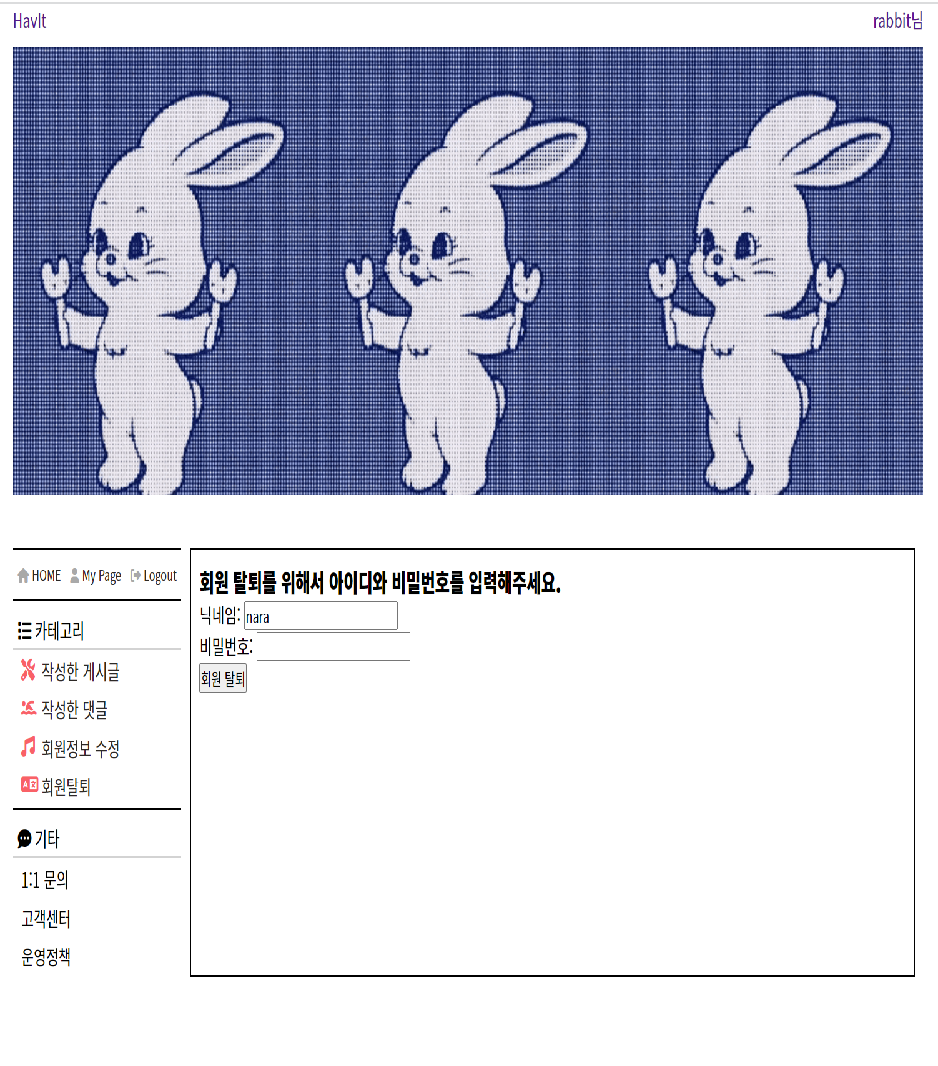 HavIt
rabbit님
HOME My Page Logout
카테고리
작성한 게시글
작성한 댓글
회원정보 수정
회원탈퇴
기타
1:1 문의
고객센터
운영정책
회원 탈퇴를 위해서 아이디와 비밀번호를 입력해주세요.
닉네임: nara
비밀번호:
회원 탈퇴